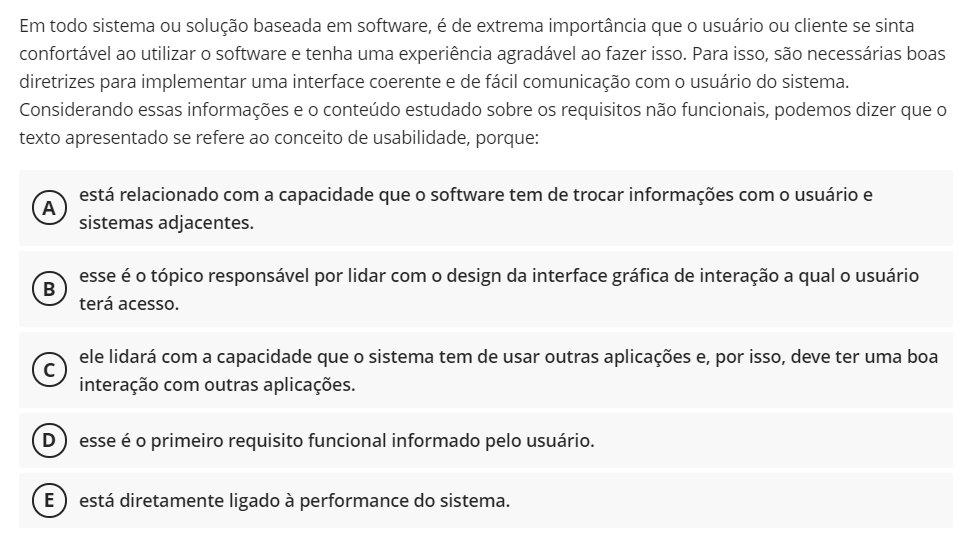 Em todo sistema ou solução baseada em software, é de extrema importância que o usuário ou cliente se sinta
confortável ao utilizar o software e tenha uma experiência agradável ao fazer isso. Para isso, são necessárias boas
diretrizes para implementar uma interface coerente e de fácil comunicação com o usuário do sistema.
Considerando essas informações e o conteúdo estudado sobre os requisitos não funcionais, podemos dizer que o
texto apresentado se refere ao conceito de usabilidade, porque:
A
está relacionado com a capacidade que o software tem de trocar informações com o usuário e
sistemas adjacentes.
B
esse é o tópico responsável por lidar com o design da interface gráfica de interação a qual o usuário
terá acesso.
C
ele lidará com a capacidade que o sistema tem de usar outras aplicações e, por isso, deve ter uma boa
interação com outras aplicações.
D
esse é o primeiro requisito funcional informado pelo usuário.
E
está diretamente ligado à performance do sistema.